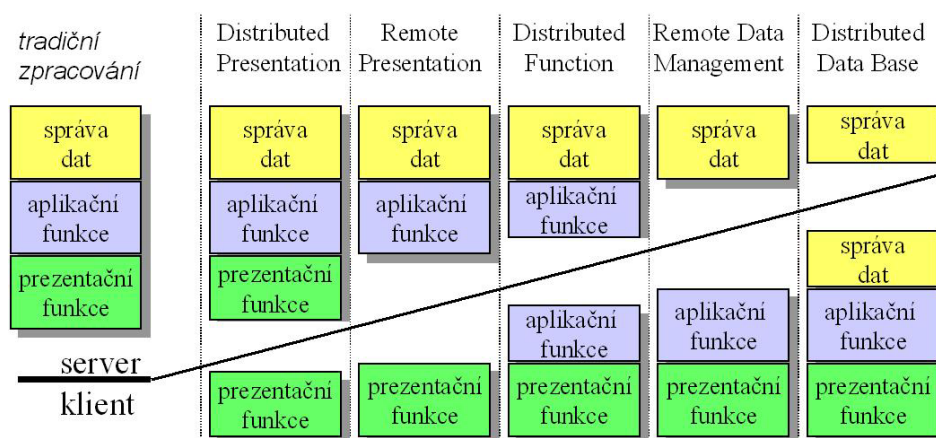 tradiční
zpracování
Distributed
Presentation
Remote
Presentation
Distributed
Function
Remote Data
Management
Distributed
Data Base
správa
dat
aplikační
funkce
prezentační
funkce
server
klient
správa
dat
aplikační
funkce
prezentační
funkce
prezentační
funkce
správa
dat
aplikační
funkce
prezentační
funkce
správa
dat
aplikační
funkce
aplikační
funkce
prezentační
funkce
správa
dat
aplikační
funkce
prezentační
funkce
správa
dat
správa
dat
aplikační
funkce
prezentační
funkce